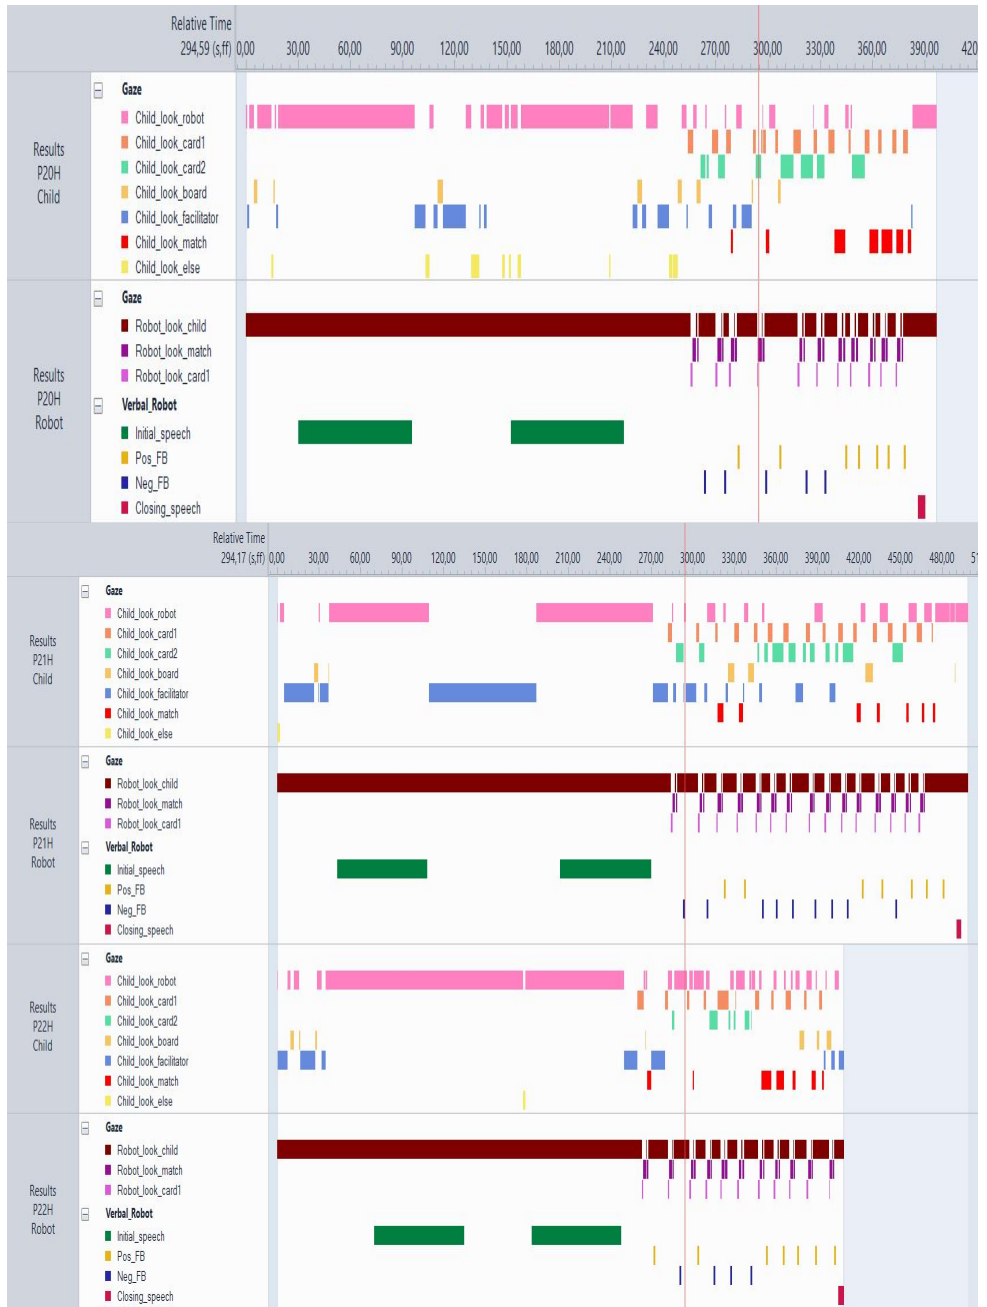 Relative Time
294,59 (s,ff) 0,00 30,00 60,00 90,00 120,00 150,00 180,00 210,00 240,00 270,00 300,00 330,00 360,00 390,00 420
Results P20H Child
Gaze
Child_look_robot
Child_look_card1
Child_look_card2
Child_look_board
Child_look_facilitator
Child_look_match
Child_look_else
Results P20H Robot
Gaze
Robot_look_child
Robot_look_match
Robot_look_card1
Verbal_Robot
Initial_speech
Pos_FB
Neg_FB
Closing_speech
Relative Time
294,17 (s,ff) 0,00 30,00 60,00 90,00 120,00 150,00 180,00 210,00 240,00 270,00 300,00 330,00 360,00 390,00 420,00 450,00 480,00 51
Results P21H Child
Gaze
Child_look_robot
Child_look_card1
Child_look_card2
Child_look_board
Child_look_facilitator
Child_look_match
Child_look_else
Results P21H Robot
Gaze
Robot_look_child
Robot_look_match
Robot_look_card1
Verbal_Robot
Initial_speech
Pos_FB
Neg_FB
Closing_speech
Results P22H Child
Gaze
Child_look_robot
Child_look_card1
Child_look_card2
Child_look_board
Child_look_facilitator
Child_look_match
Child_look_else
Results P22H Robot
Gaze
Robot_look_child
Robot_look_match
Robot_look_card1
Verbal_Robot
Initial_speech
Pos_FB
Neg_FB
Closing_speech